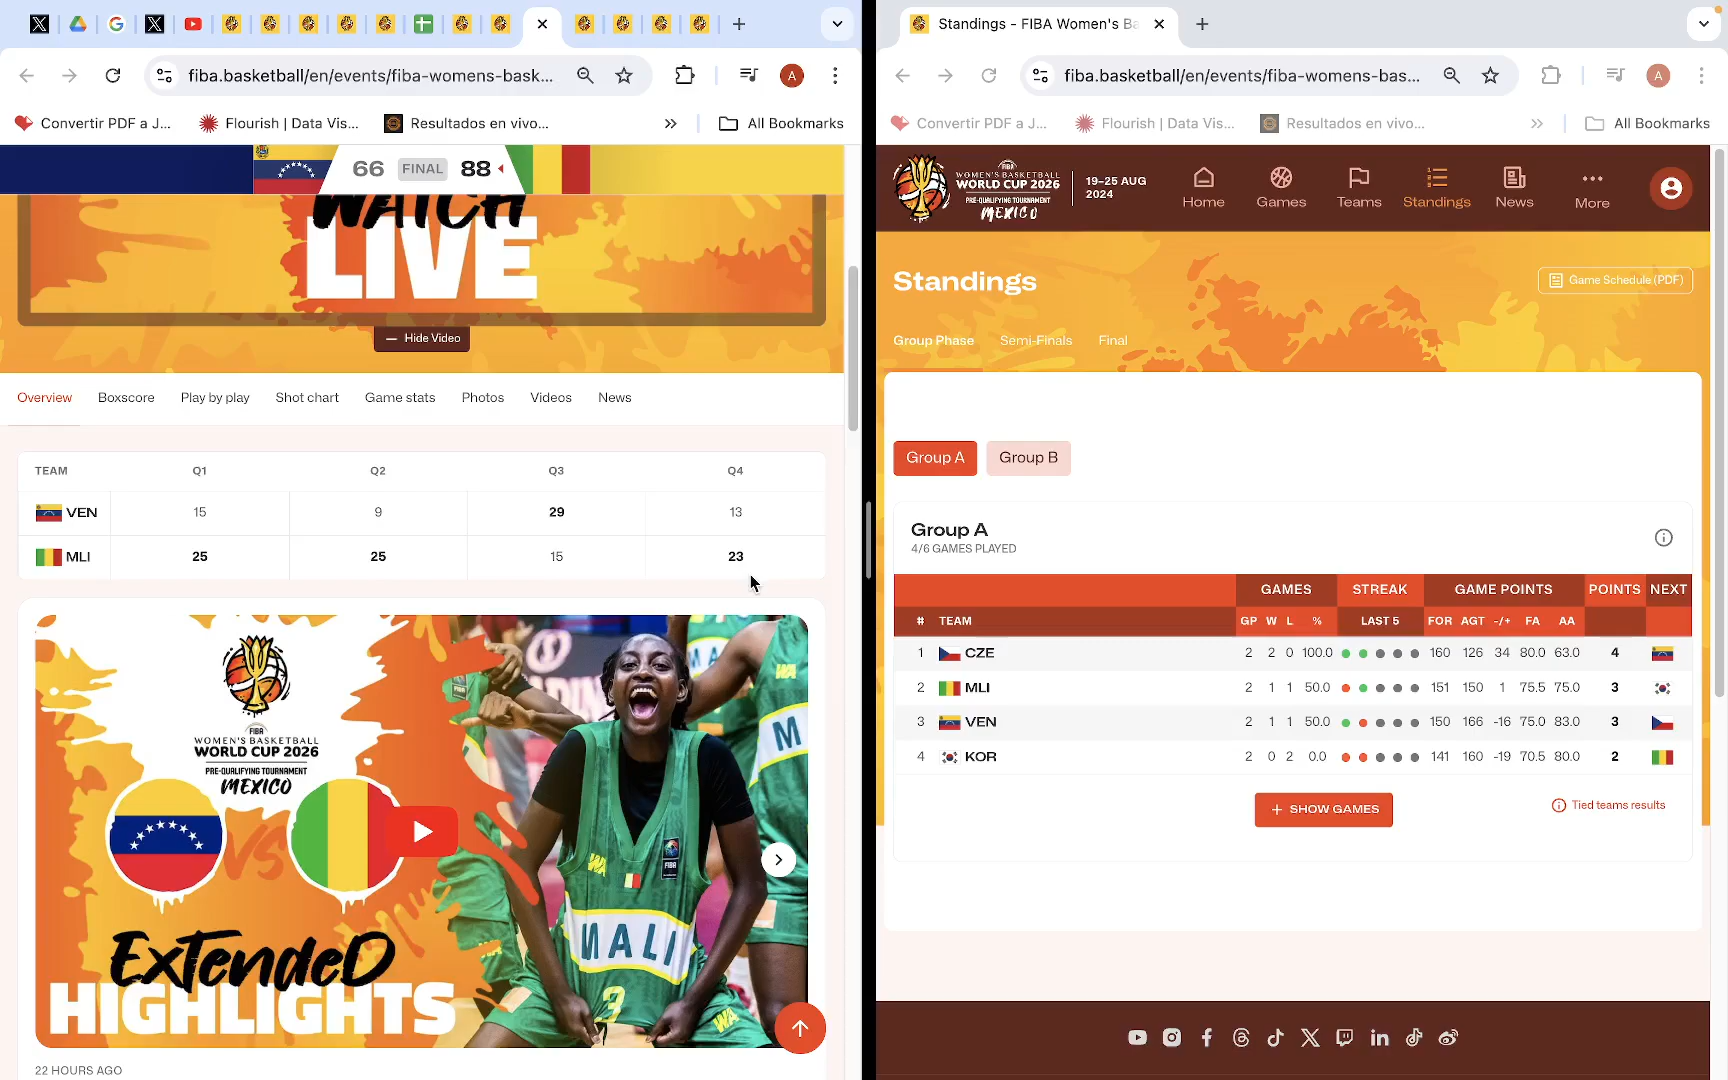 fiba.basketball/en/events/fiba-womens-bask...
A
Convertir PDF a J...
Flourish | Data Vis...
Resultados en vivo...
»
All Bookmarks
66
FINAL
88
WATCH
LIVE
Hide Video
Overview
Boxscore
Play by play
Shot chart
Game stats
Photos
Videos
News
TEAM Q1 Q2 Q3 Q4
VEN 15 9 29 13
MLI 25 25 15 23
FIBA
WOMEN'S BASKETBALL
WORLD CUP 2026
PRE-QUALIFYING TOURNAMENT
MEXICO
VS
EXTENDED
HIGHLIGHTS
MALI
3
22 HOURS AGO
Standings - FIBA Women's Ba
fiba.basketball/en/events/fiba-womens-bas...
A
Convertir PDF a J...
Flourish | Data Vis...
Resultados en vivo...
»
All Bookmarks
FIBA
WOMEN'S BASKETBALL
WORLD CUP 2026
PRE-QUALIFYING TOURNAMENT
MEXICO
19–25 AUG
2024
Home
Games
Teams
Standings
News
More
Standings
Game Schedule (PDF)
Group Phase
Semi-Finals
Final
Group A
Group B
Group A
4/6 GAMES PLAYED
GAMES STREAK GAME POINTS POINTS NEXT
# TEAM GP W L % LAST 5 FOR AGT -/+ FA AA
1 CZE 2 2 0 100.0 160 126 34 80.0 63.0 4
2 MLI 2 1 1 50.0 151 150 1 75.5 75.0 3
3 VEN 2 1 1 50.0 150 166 -16 75.0 83.0 3
4 KOR 2 0 2 0.0 141 160 -19 70.5 80.0 2
+ SHOW GAMES
Tied teams results